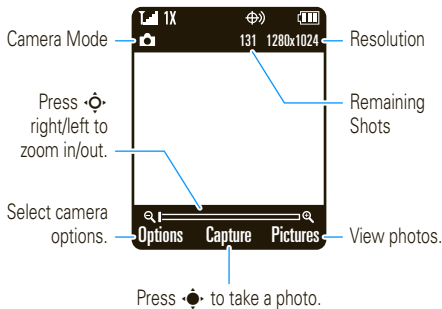 1X
Camera Mode
131 1280x1024
Resolution
Remaining
Shots
Press
right/left to
zoom in/out.
Select camera
options.
Options Capture Pictures
View photos.
Press to take a photo.